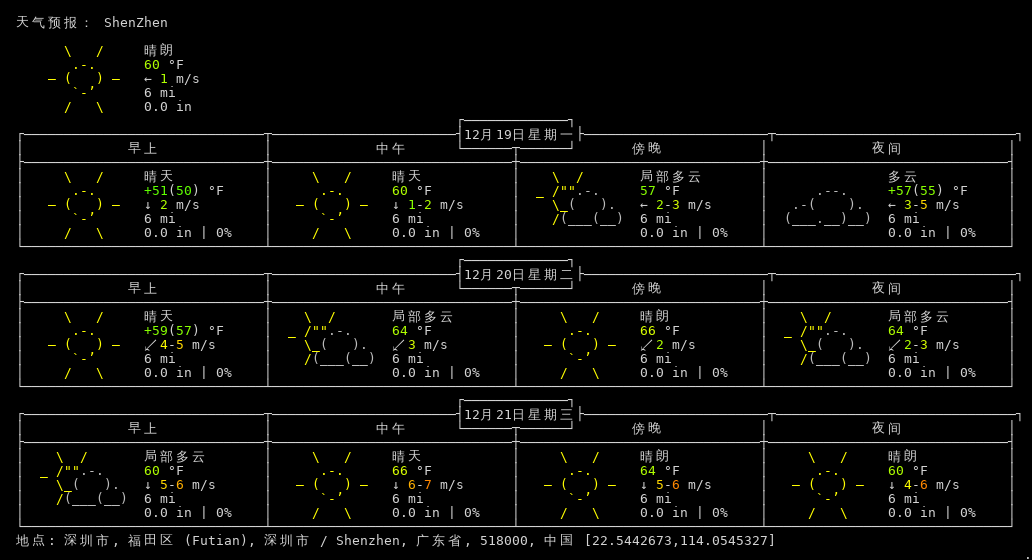 天气预报： ShenZhen
晴朗
60 °F
← 1 m/s
6 mi
0.0 in
12月19日星期一
早上 中午 傍晚 夜间
晴天 晴天 局部多云 多云
+51(50) °F 60 °F 57 °F +57(55) °F
↓ 2 m/s ↓ 1-2 m/s ← 2-3 m/s ← 3-5 m/s
6 mi 6 mi 6 mi 6 mi
0.0 in | 0% 0.0 in | 0% 0.0 in | 0% 0.0 in | 0%
12月20日星期二
早上 中午 傍晚 夜间
晴天 局部多云 晴朗 局部多云
+59(57) °F 64 °F 66 °F 64 °F
↙ 4-5 m/s ↙ 3 m/s ↙ 2 m/s ↙ 2-3 m/s
6 mi 6 mi 6 mi 6 mi
0.0 in | 0% 0.0 in | 0% 0.0 in | 0% 0.0 in | 0%
12月21日星期三
早上 中午 傍晚 夜间
局部多云 晴天 晴朗 晴朗
60 °F 66 °F 64 °F 60 °F
↓ 5-6 m/s ↓ 6-7 m/s ↓ 5-6 m/s ↓ 4-6 m/s
6 mi 6 mi 6 mi 6 mi
0.0 in | 0% 0.0 in | 0% 0.0 in | 0% 0.0 in | 0%
地点: 深圳市, 福田区 (Futian), 深圳市 / Shenzhen, 广东省, 518000, 中国 [22.5442673,114.0545327]